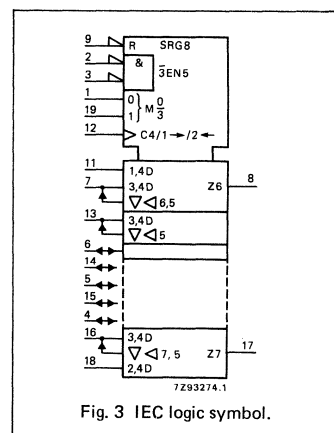 9 R SRG8
2 &
3 3EN5
1 0 } M 0/3
19 1
12 C4/1→/2←
11 1,4D
7 3,4D Z6 8
▽ ◁ 6,5
13 3,4D
▽ ◁ 5
6
14
5
15
4
16 3,4D
▽ ◁ 7,5 Z7 17
18 2,4D
7Z93274.1
Fig. 3 IEC logic symbol.